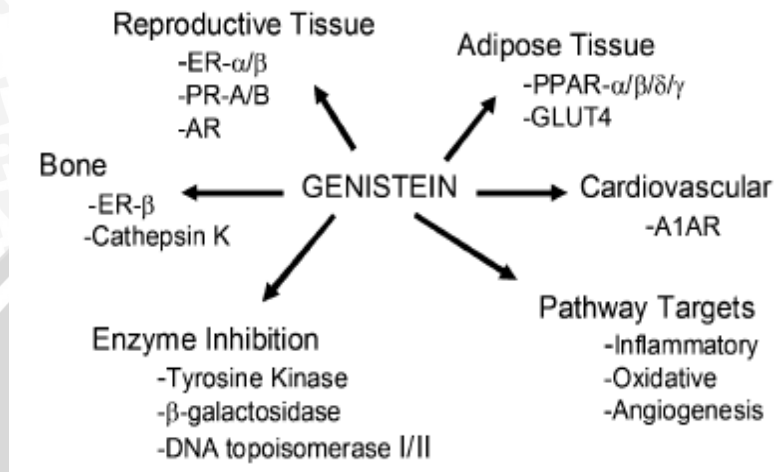 Reproductive Tissue
-ER-α/β
-PR-A/B
-AR
Adipose Tissue
-PPAR-α/β/δ/γ
-GLUT4
Bone
-ER-β
-Cathepsin K
GENISTEIN
Cardiovascular
-A1AR
Enzyme Inhibition
-Tyrosine Kinase
-β-galactosidase
-DNA topoisomerase I/II
Pathway Targets
-Inflammatory
-Oxidative
-Angiogenesis